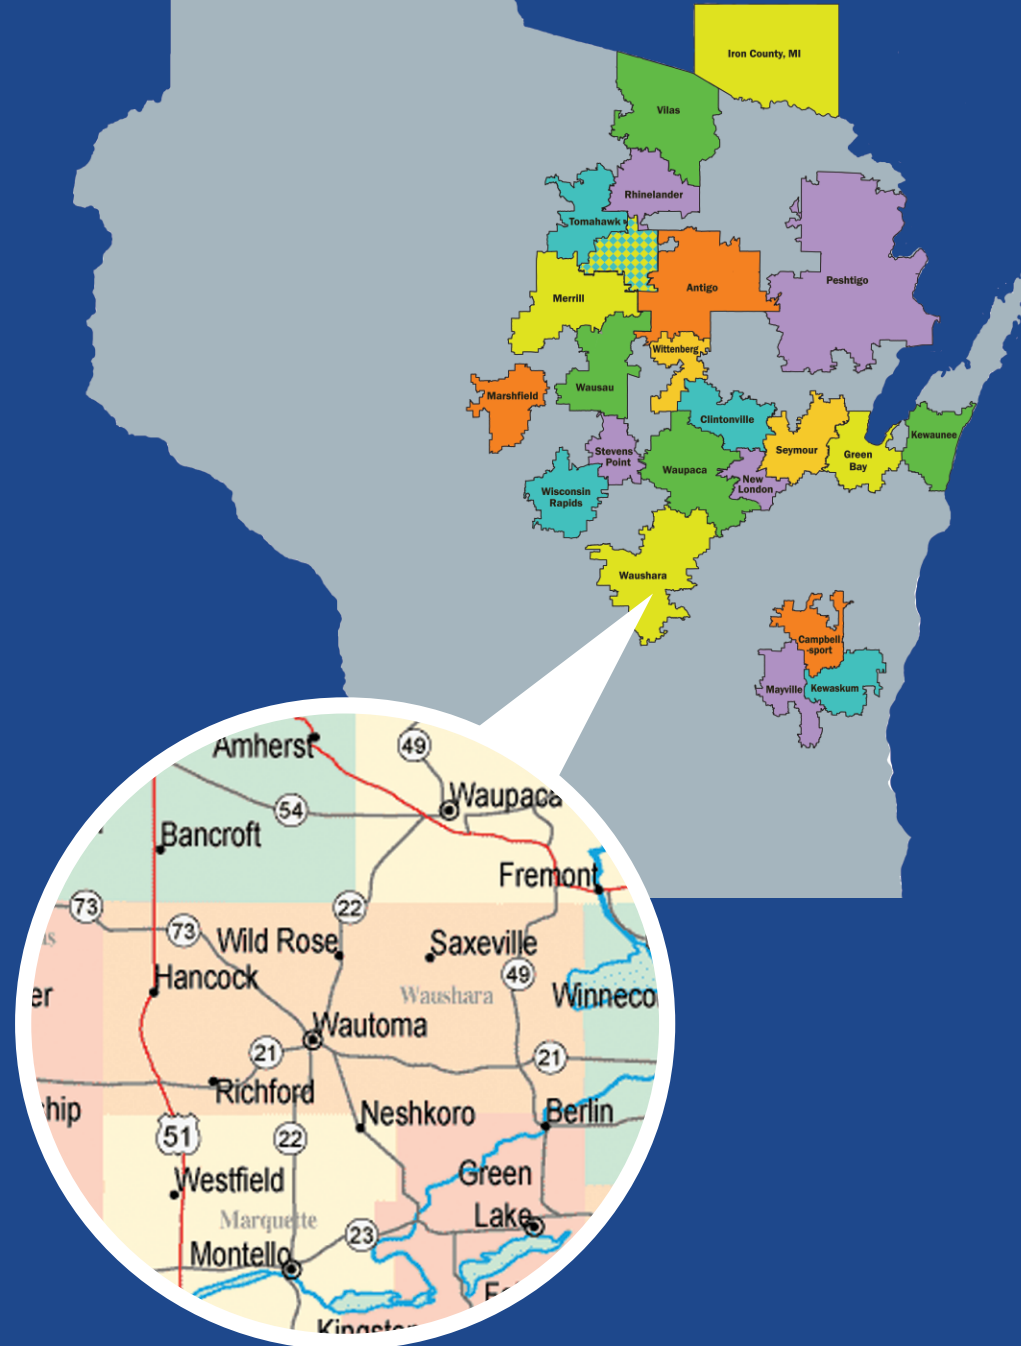 Iron County, MI
Vilas
Rhinelander
Tomahawk
Peshtigo
Antigo
Merrill
Wittenberg
Wausau
Marshfield
Clintonville
Kewaunee
Seymour
Green
Bay
Stevens
Point
Waupaca
New
London
Wisconsin
Rapids
Waushara
Campbell
sport
Mayville
Kewaskum
Amherst
49
Waupaca
54
Bancroft
Fremont
73
22
73
Wild Rose
Saxeville
Hancock
49
Waushara
Wautoma
21
21
Richford
Neshkoro
Berlin
51
22
Westfield
Green
Lake
Marquette
23
Montello